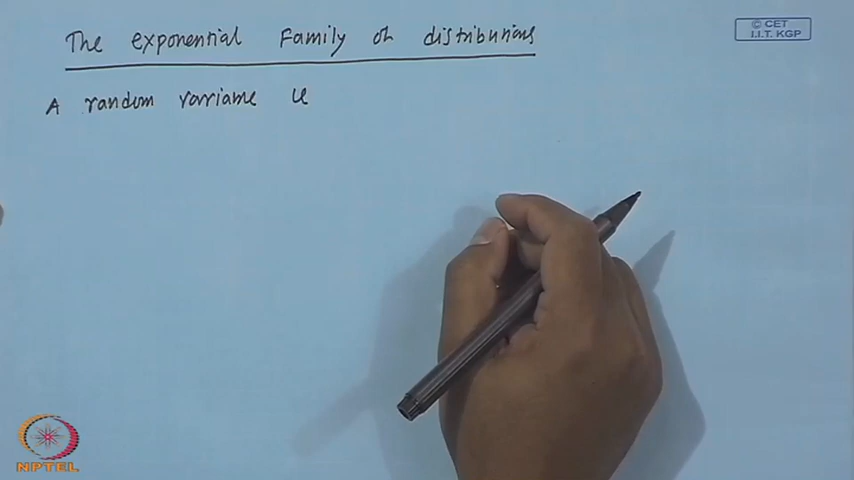 The exponential Family of distributions
© CET
I.I.T. KGP
A random variable u
NPTEL